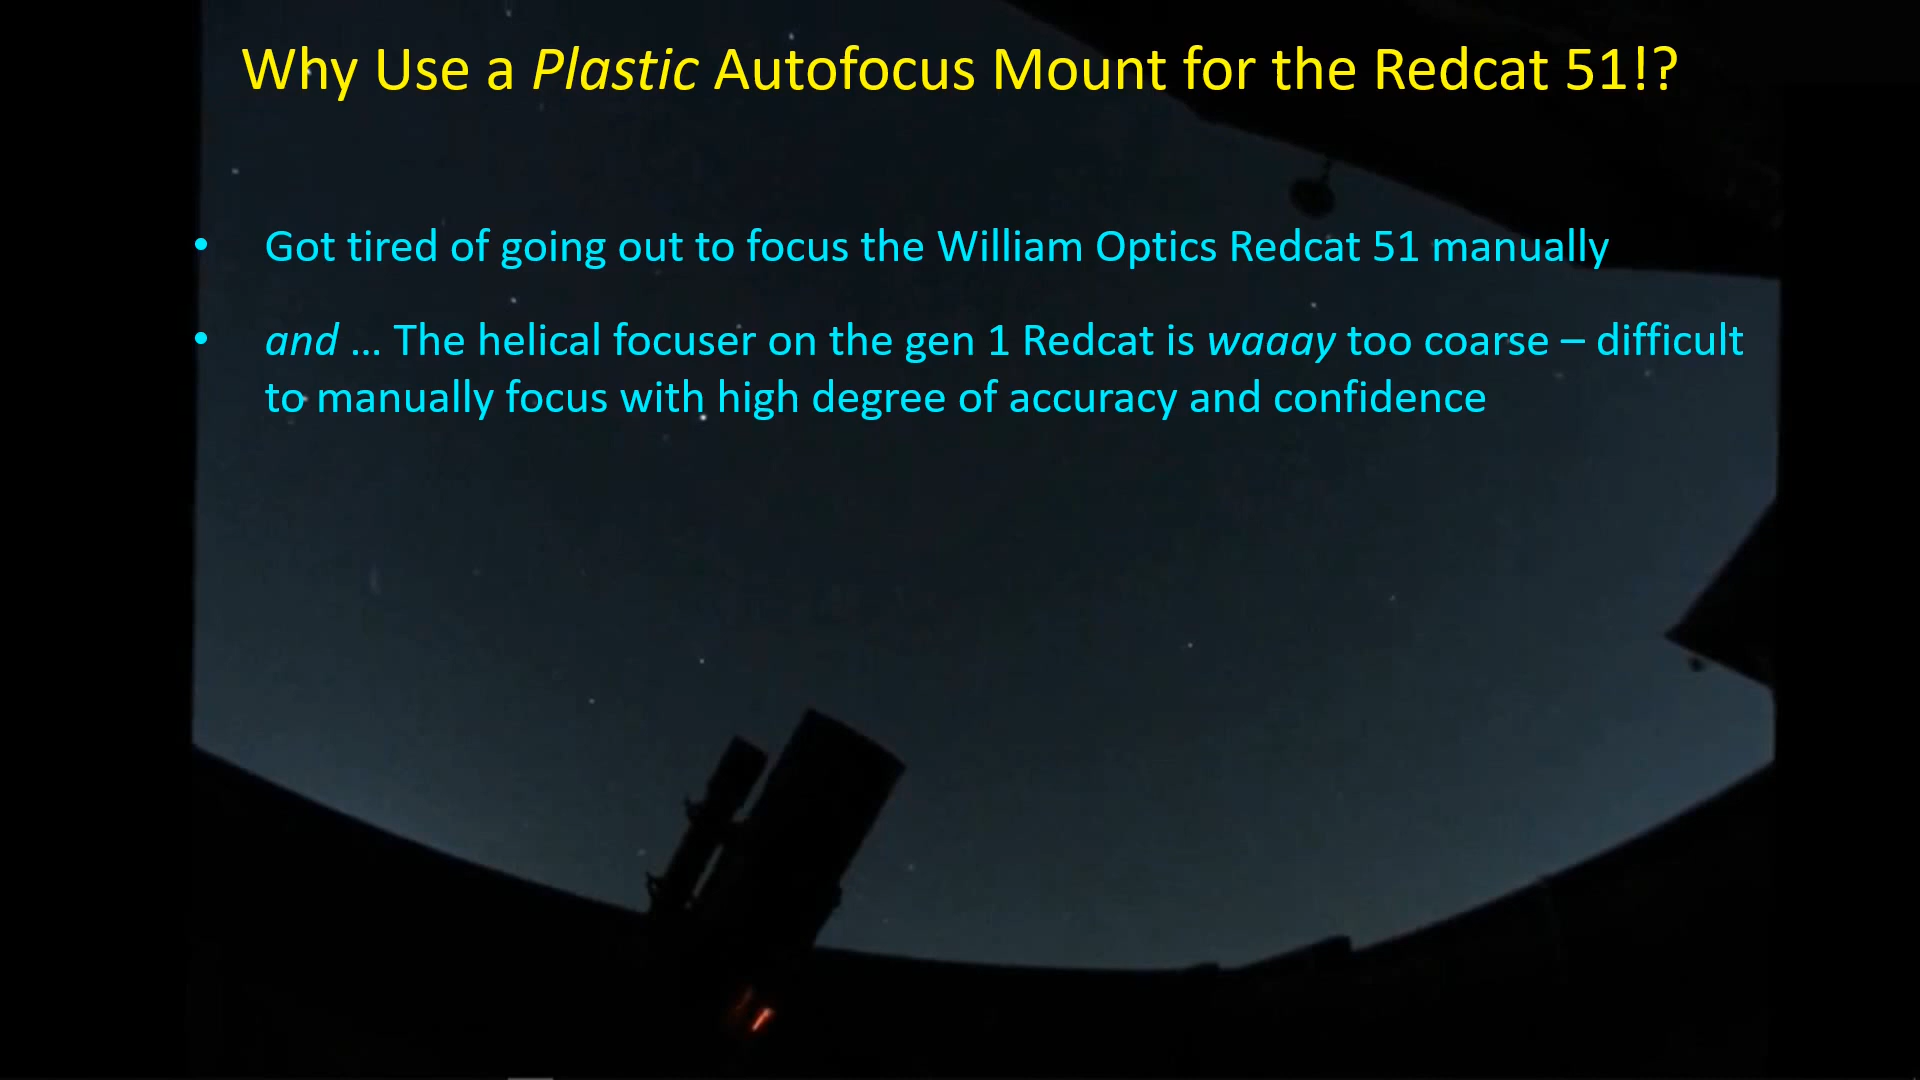 Why Use a Plastic Autofocus Mount for the Redcat 51!?
• Got tired of going out to focus the William Optics Redcat 51 manually
• and … The helical focuser on the gen 1 Redcat is waaay too coarse – difficult
to manually focus with high degree of accuracy and confidence